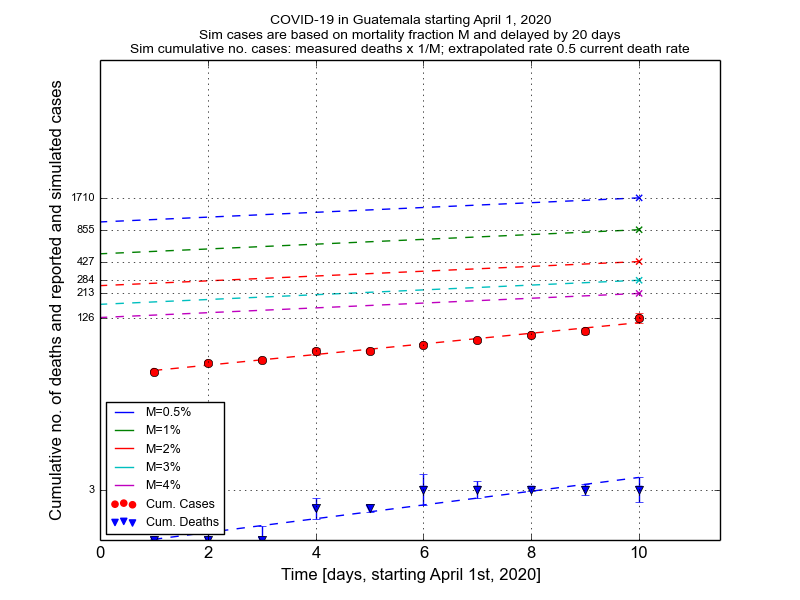 COVID-19 in Guatemala starting April 1, 2020
Sim cases are based on mortality fraction M and delayed by 20 days
Sim cumulative no. cases: measured deaths x 1/M; extrapolated rate 0.5 current death rate
Cumulative no. of deaths and reported and simulated cases
1710
855
427
284
213
126
3
M=0.5%
M=1%
M=2%
M=3%
M=4%
Cum. Cases
Cum. Deaths
0 2 4 6 8 10
Time [days, starting April 1st, 2020]